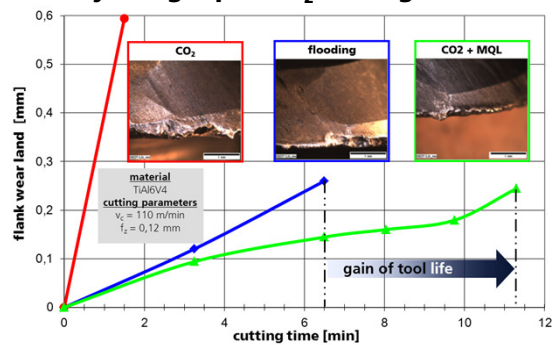 CO₂
flooding
CO2 + MQL
0,6
0,5
0,4
0,3
0,2
0,1
0
flank wear land [mm]
material
TiAl6V4
cutting parameters
v꜀ = 110 m/min
f_z = 0,12 mm
gain of tool life
0 2 4 6 8 10 12
cutting time [min]